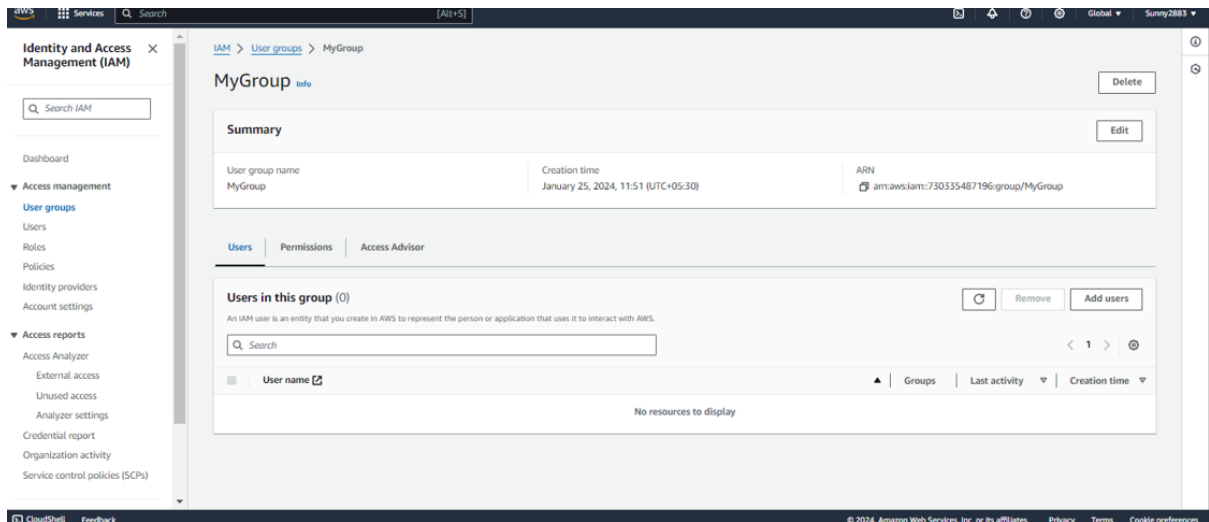 aws Services Search [Alt+S] Global Sunny2883
Identity and Access Management (IAM)
Search IAM
Dashboard
Access management
User groups
Users
Roles
Policies
Identity providers
Account settings
Access reports
Access Analyzer
External access
Unused access
Analyzer settings
Credential report
Organization activity
Service control policies (SCPs)
IAM > User groups > MyGroup
MyGroup Info
Delete
Summary
Edit
User group name
MyGroup
Creation time
January 25, 2024, 11:51 (UTC+05:30)
ARN
arn:aws:iam::730335487196:group/MyGroup
Users Permissions Access Advisor
Users in this group (0)
Remove Add users
An IAM user is an entity that you create in AWS to represent the person or application that uses it to interact with AWS.
Search
< 1 >
User name Groups Last activity Creation time
No resources to display
CloudShell Feedback © 2024, Amazon Web Services, Inc. or its affiliates. Privacy Terms Cookie preferences